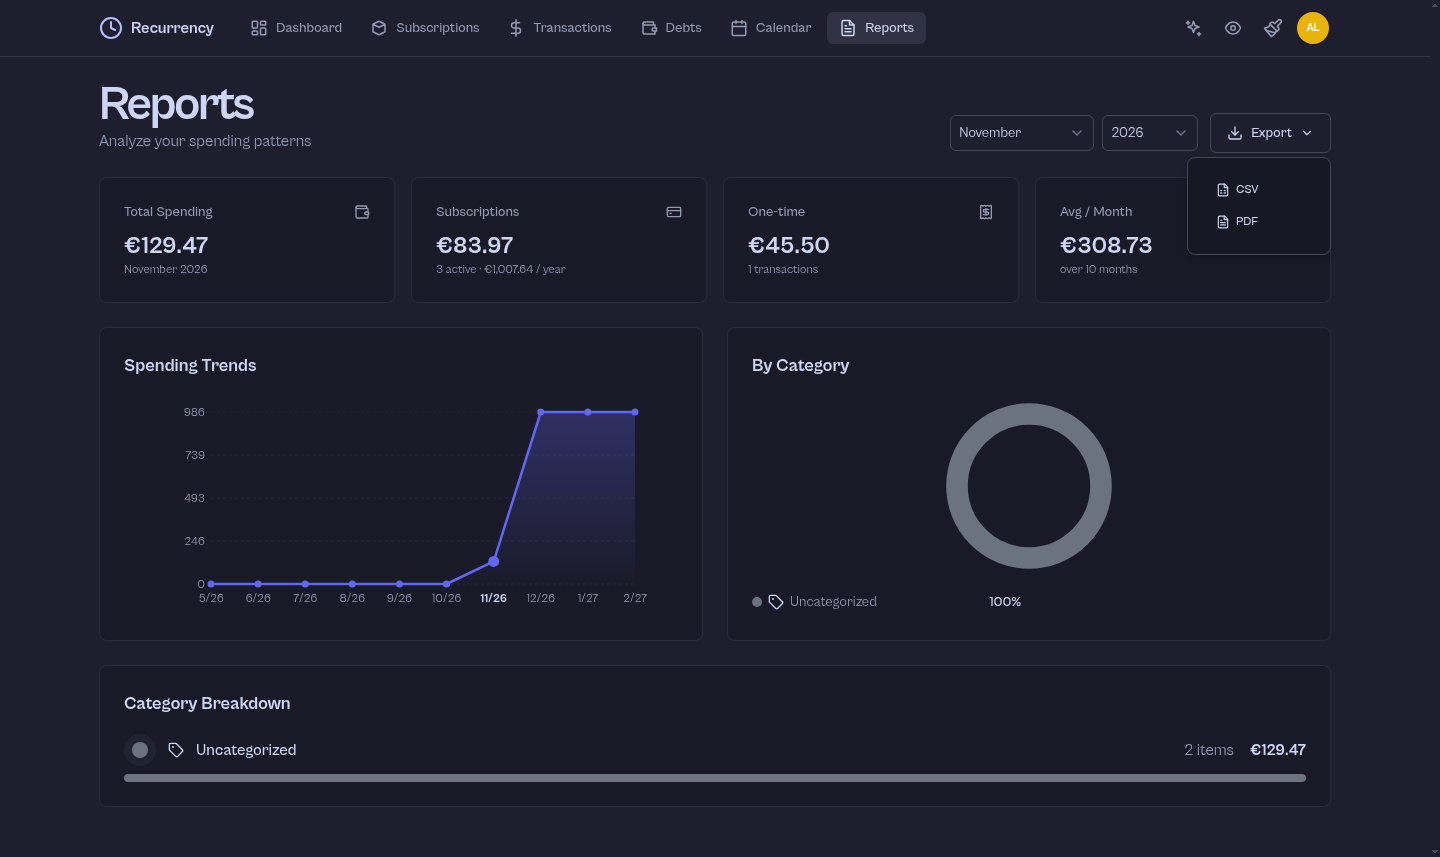 Recurrency
Dashboard
Subscriptions
Transactions
Debts
Calendar
Reports
AL
Reports
Analyze your spending patterns
November
2026
Export
CSV
PDF
Total Spending
€129.47
November 2026
Subscriptions
€83.97
3 active · €1,007.64 / year
One-time
€45.50
1 transactions
Avg / Month
€308.73
over 10 months
Spending Trends
986
739
493
246
0
5/26 6/26 7/26 8/26 9/26 10/26 11/26 12/26 1/27 2/27
By Category
Uncategorized 100%
Category Breakdown
Uncategorized 2 items €129.47